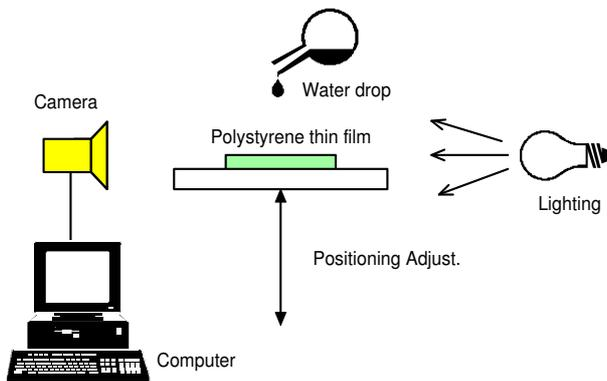 Water drop
Camera
Polystyrene thin film
Lighting
Positioning Adjust.
Computer